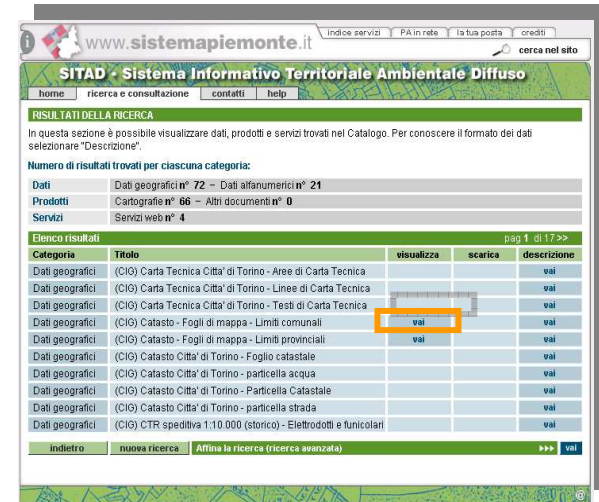 indice servizi PA in rete la tua posta crediti
i www.sistemapiemonte.it cerca nel sito
SITAD • Sistema Informativo Territoriale Ambientale Diffuso
home ricerca e consultazione contatti help
RISULTATI DELLA RICERCA
In questa sezione è possibile visualizzare dati, prodotti e servizi trovati nel Catalogo. Per conoscere il formato dei dati
selezionare "Descrizione".
Numero di risultati trovati per ciascuna categoria:
Dati Dati geografici n° 72 – Dati alfanumerici n° 21
Prodotti Cartografie n° 66 – Altri documenti n° 0
Servizi Servizi web n° 4
Elenco risultati pag 1 di 17 >>
Categoria Titolo visualizza scarica descrizione
Dati geografici (CIG) Carta Tecnica Citta' di Torino - Aree di Carta Tecnica vai
Dati geografici (CIG) Carta Tecnica Citta' di Torino - Linee di Carta Tecnica vai
Dati geografici (CIG) Carta Tecnica Citta' di Torino - Testi di Carta Tecnica vai
Dati geografici (CIG) Catasto - Fogli di mappa - Limiti comunali vai vai
Dati geografici (CIG) Catasto - Fogli di mappa - Limiti provinciali vai vai
Dati geografici (CIG) Catasto Citta' di Torino - Foglio catastale vai
Dati geografici (CIG) Catasto Citta' di Torino - particella acqua vai
Dati geografici (CIG) Catasto Citta' di Torino - Particella Catastale vai
Dati geografici (CIG) Catasto Citta' di Torino - particella strada vai
Dati geografici (CIG) CTR speditiva 1:10.000 (storico) - Elettrodotti e funicolari vai
indietro nuova ricerca Affina la ricerca (ricerca avanzata) vai
@